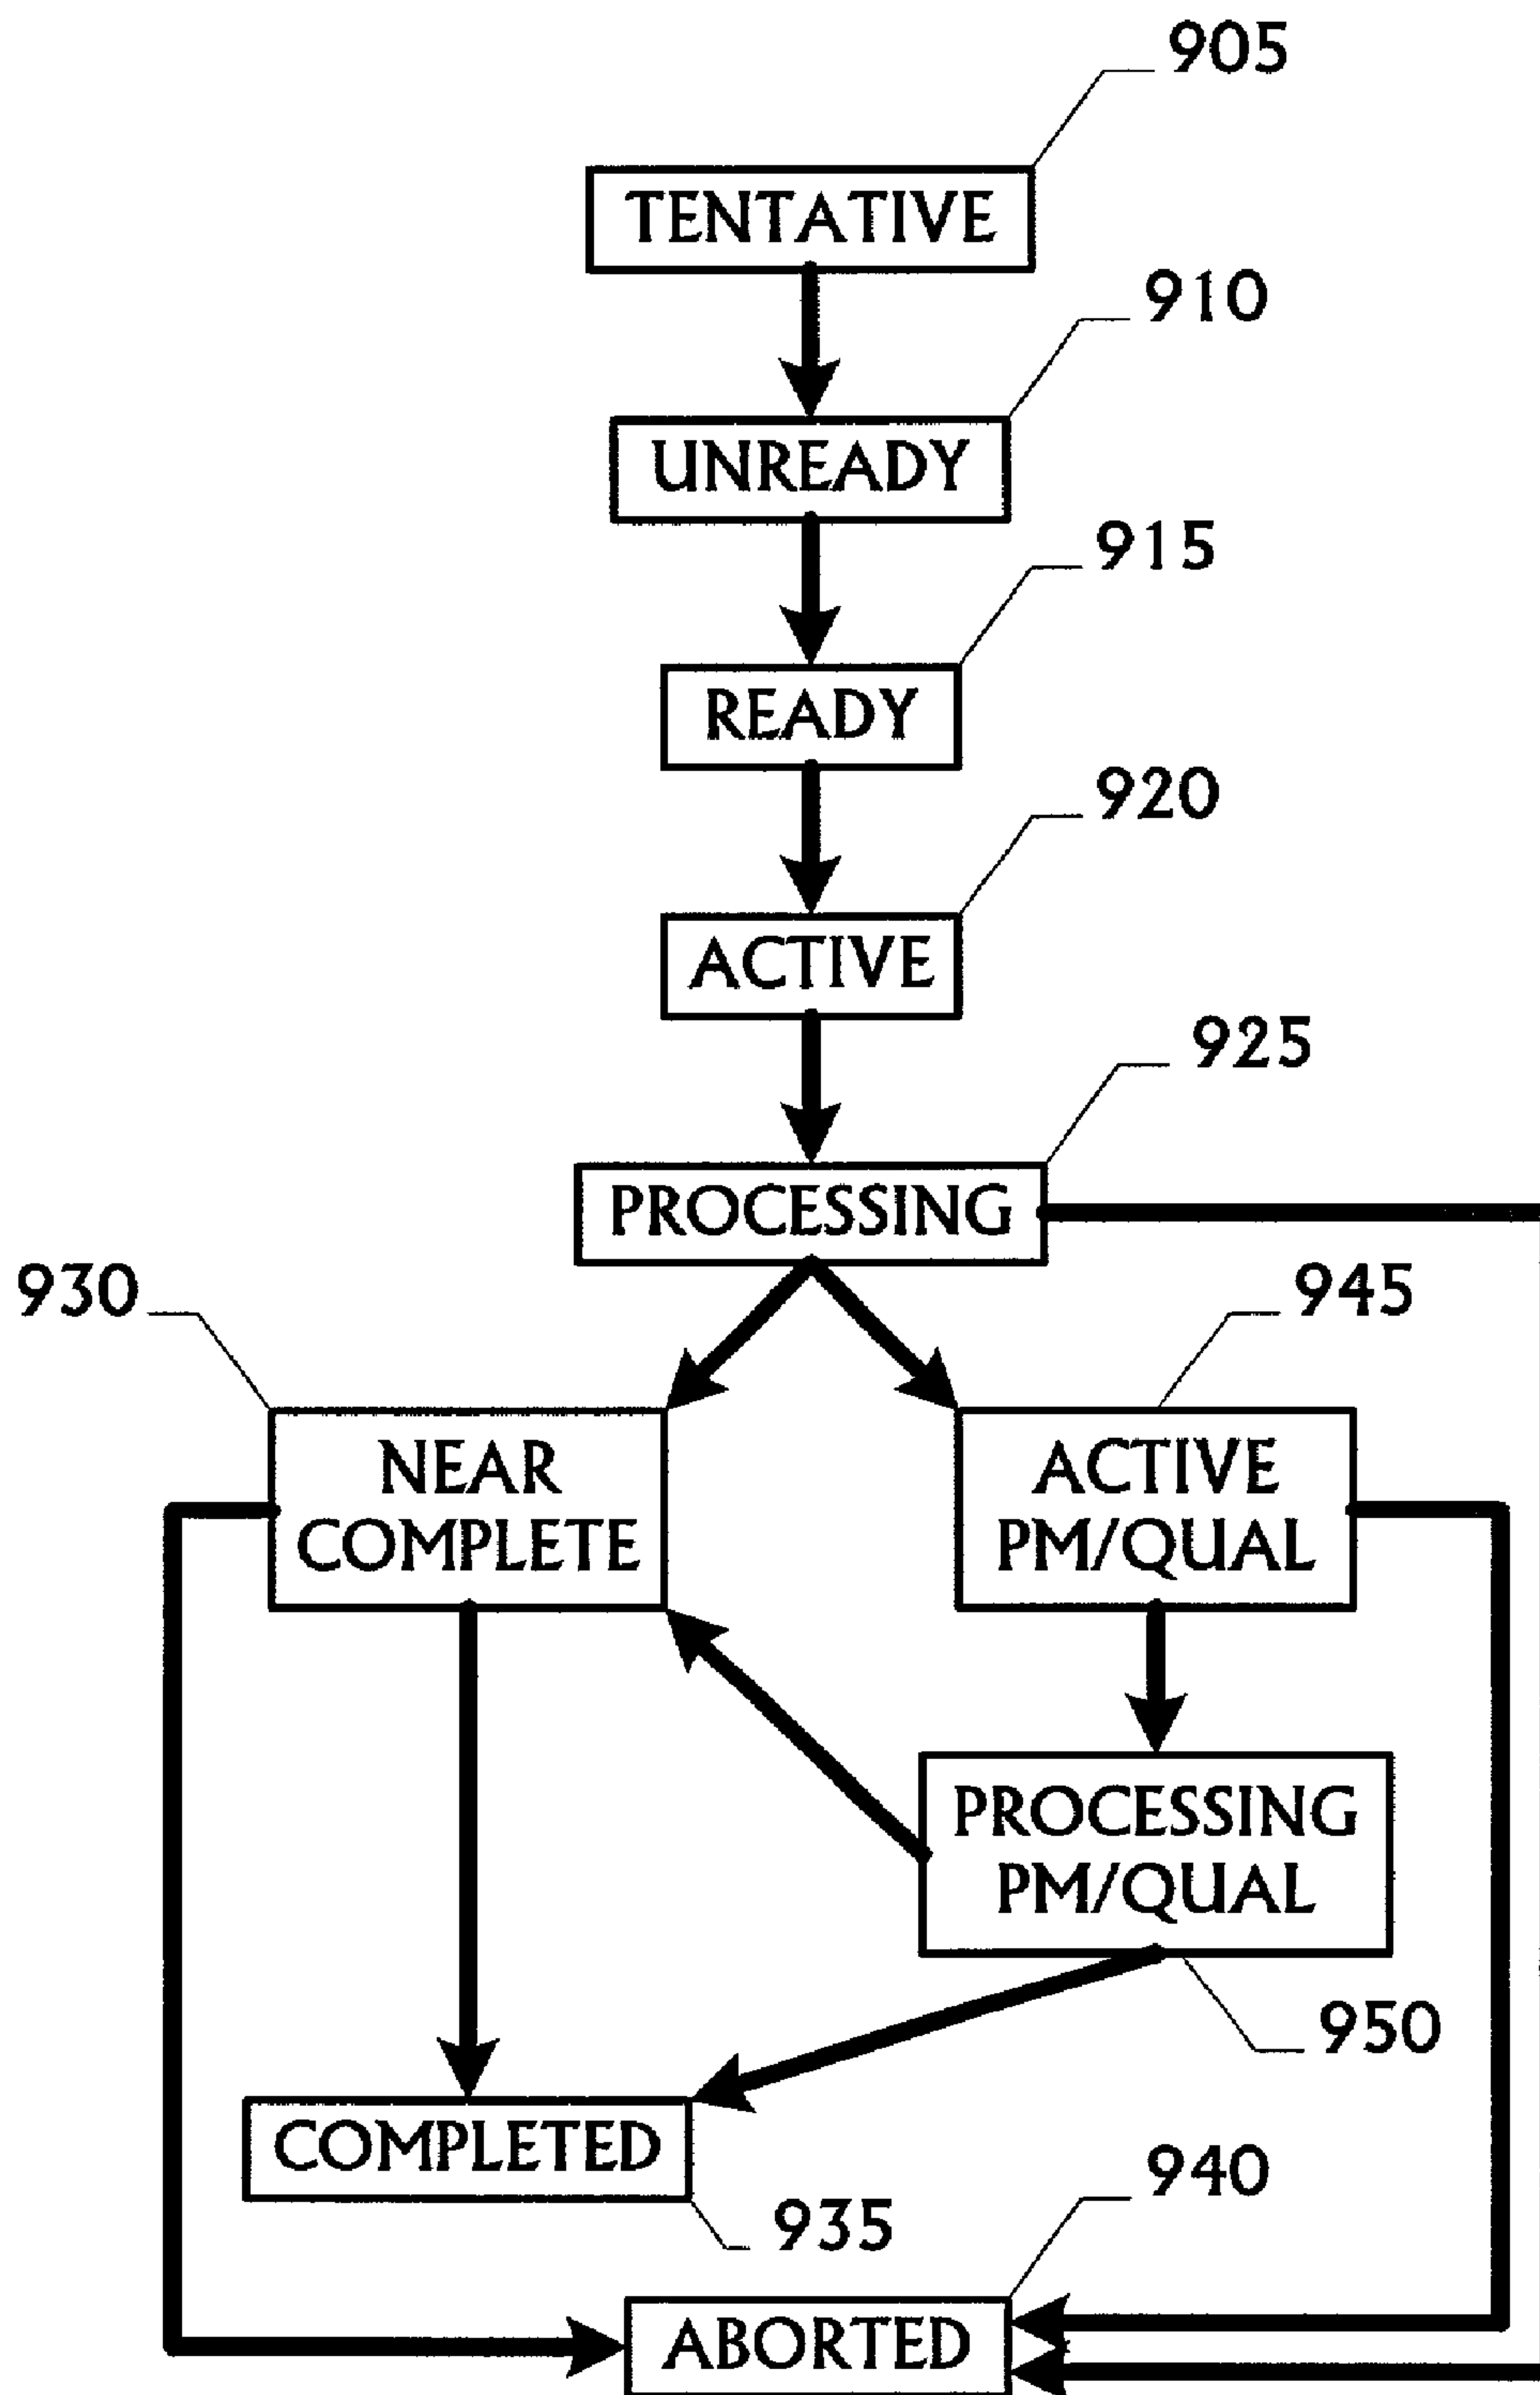 905
TENTATIVE
910
UNREADY
915
READY
920
ACTIVE
925
PROCESSING
930
945
NEAR
COMPLETE
ACTIVE
PM/QUAL
PROCESSING
PM/QUAL
950
COMPLETED
935
940
ABORTED